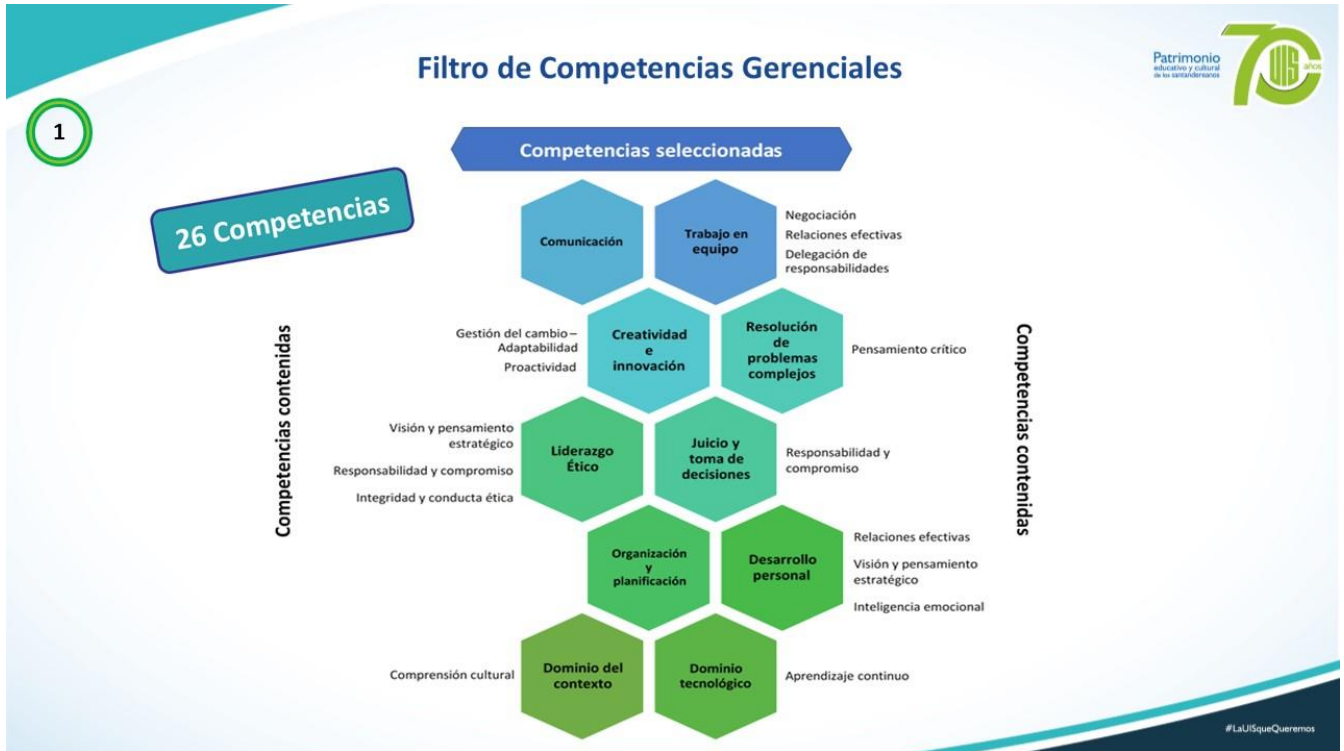 Filtro de Competencias Gerenciales
Patrimonio
educativo y cultural
de los santandereanos
70
UIS
años
1
Competencias seleccionadas
26 Competencias
Comunicación
Trabajo en
equipo
Negociación
Relaciones efectivas
Delegación de
responsabilidades
Competencias contenidas
Gestión del cambio –
Adaptabilidad
Proactividad
Creatividad
e
innovación
Resolución
de
problemas
complejos
Pensamiento crítico
Competencias contenidas
Visión y pensamiento
estratégico
Responsabilidad y compromiso
Integridad y conducta ética
Liderazgo
Ético
Juicio y
toma de
decisiones
Responsabilidad y
compromiso
Organización
y
planificación
Desarrollo
personal
Relaciones efectivas
Visión y pensamiento
estratégico
Inteligencia emocional
Comprensión cultural
Dominio del
contexto
Dominio
tecnológico
Aprendizaje continuo
#LaUISqueQueremos